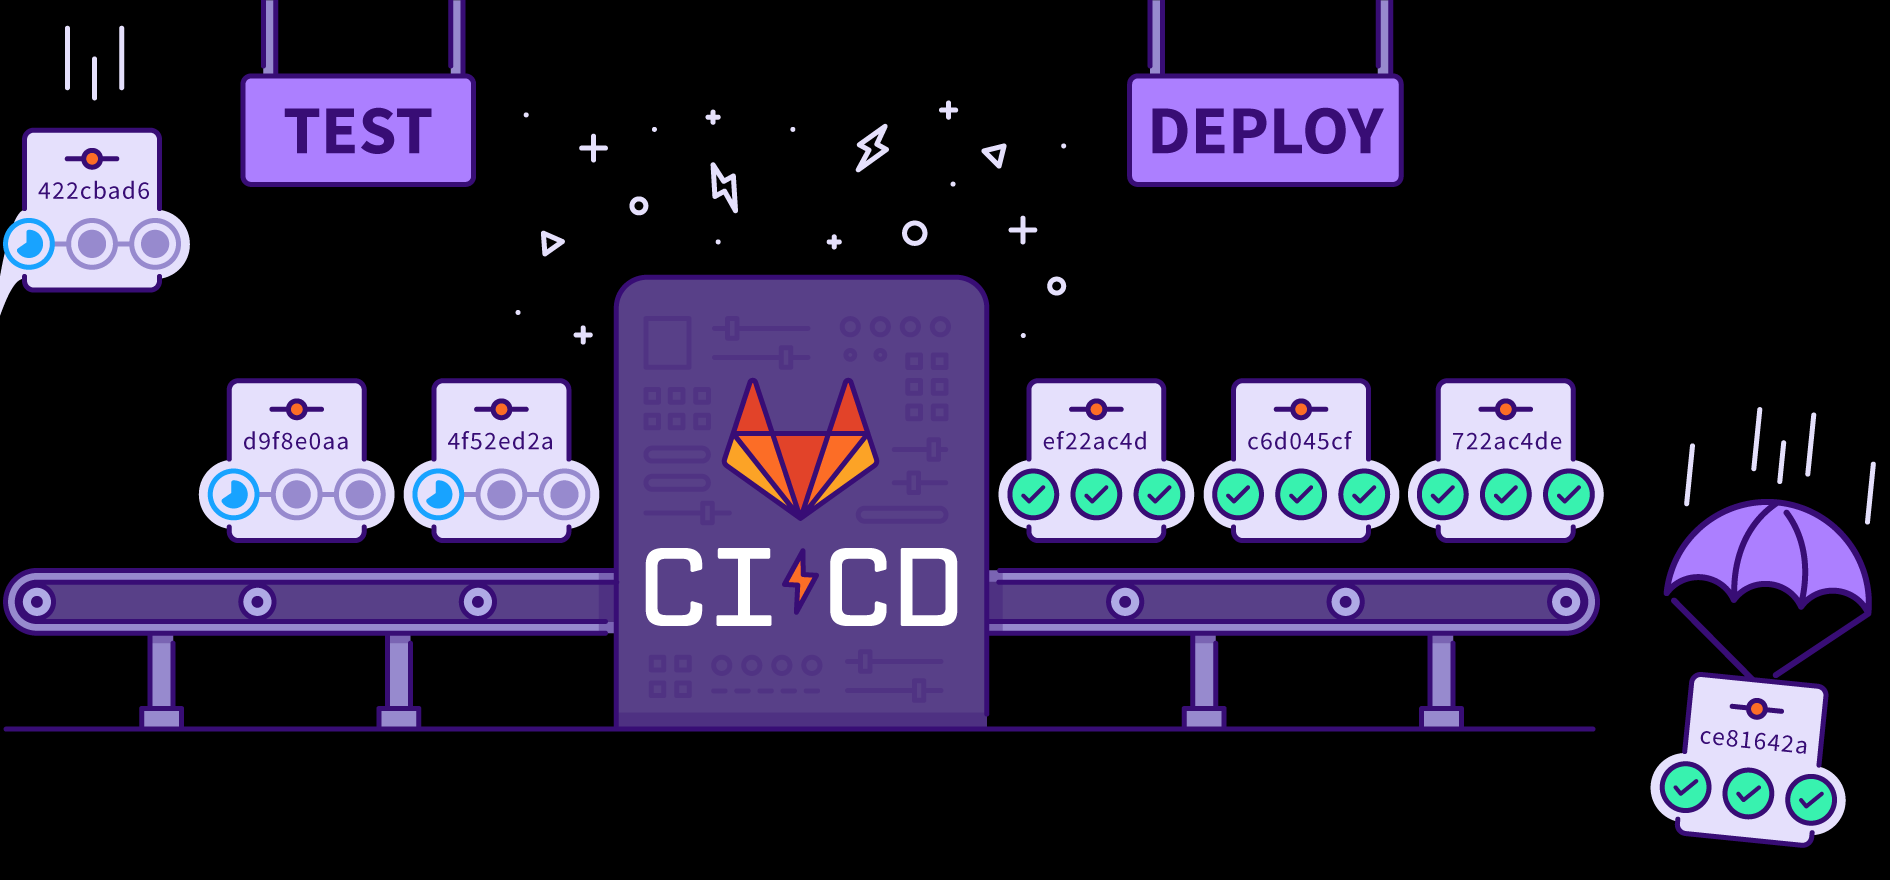 TEST
DEPLOY
422cbad6
d9f8e0aa
4f52ed2a
ef22ac4d
c6d045cf
722ac4de
CI CD
ce81642a